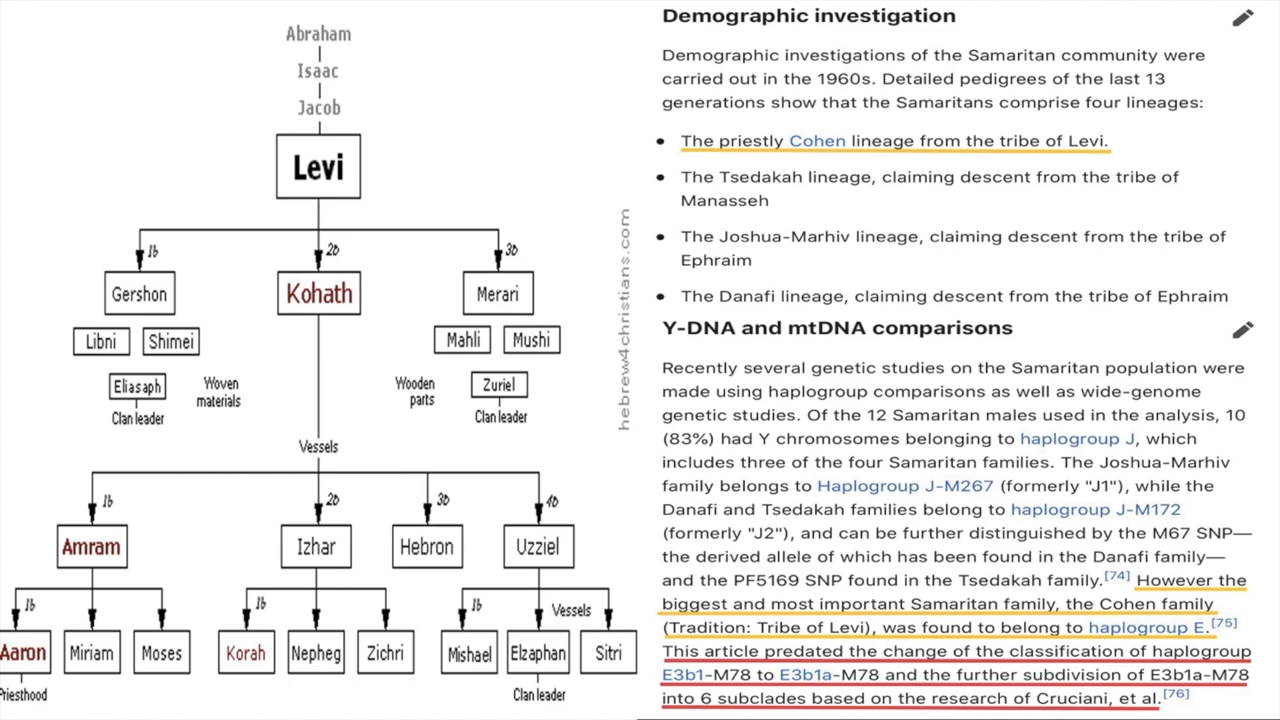 Abraham
Isaac
Jacob
Levi
1b 2b 3b
Gershon Kohath Merari
Libni Shimei Mahli Mushi
Eliasaph Woven materials Wooden parts Zuriel
Clan leader Clan leader
Vessels
1b 2b 3b 4b
Amram Izhar Hebron Uzziel
1b 1b 1b Vessels
Aaron Miriam Moses Korah Nepheg Zichri Mishael Elzaphan Sitri
Priesthood Clan leader
hebrew4christians.com
Demographic investigation
Demographic investigations of the Samaritan community were
carried out in the 1960s. Detailed pedigrees of the last 13
generations show that the Samaritans comprise four lineages:
• The priestly Cohen lineage from the tribe of Levi.
• The Tsedakah lineage, claiming descent from the tribe of
Manasseh
• The Joshua-Marhiv lineage, claiming descent from the tribe of
Ephraim
• The Danafi lineage, claiming descent from the tribe of Ephraim
Y-DNA and mtDNA comparisons
Recently several genetic studies on the Samaritan population were
made using haplogroup comparisons as well as wide-genome
genetic studies. Of the 12 Samaritan males used in the analysis, 10
(83%) had Y chromosomes belonging to haplogroup J, which
includes three of the four Samaritan families. The Joshua-Marhiv
family belongs to Haplogroup J-M267 (formerly "J1"), while the
Danafi and Tsedakah families belong to haplogroup J-M172
(formerly "J2"), and can be further distinguished by the M67 SNP—
the derived allele of which has been found in the Danafi family—
and the PF5169 SNP found in the Tsedakah family.[74] However the
biggest and most important Samaritan family, the Cohen family
(Tradition: Tribe of Levi), was found to belong to haplogroup E.[75]
This article predated the change of the classification of haplogroup
E3b1-M78 to E3b1a-M78 and the further subdivision of E3b1a-M78
into 6 subclades based on the research of Cruciani, et al.[76]